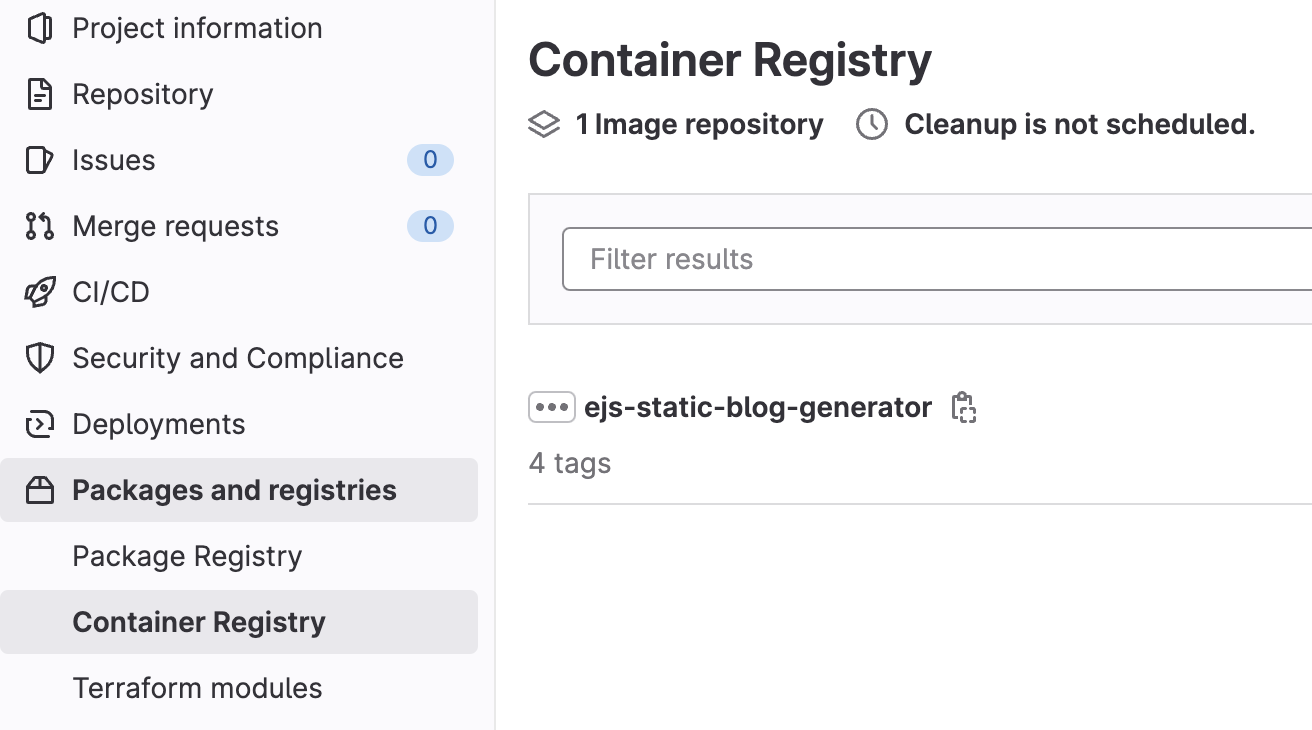 Project information
Repository
Issues 0
Merge requests 0
CI/CD
Security and Compliance
Deployments
Packages and registries
Package Registry
Container Registry
Terraform modules
Container Registry
1 Image repository Cleanup is not scheduled.
Filter results
ejs-static-blog-generator
4 tags